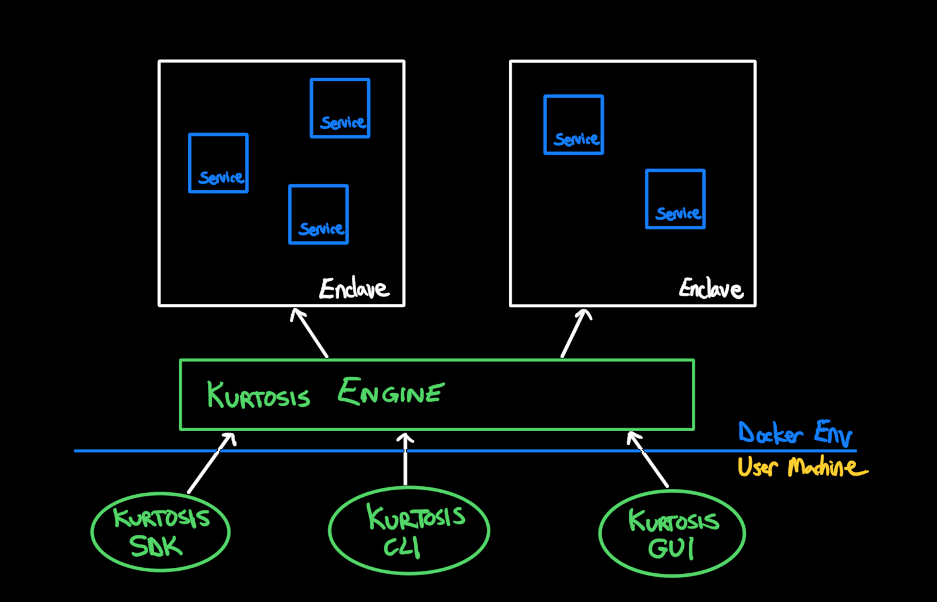 Service
Service
Service
Enclave
Service
Service
Enclave
KURTOSIS ENGINE
Docker Env
User Machine
KURTOSIS
SDK
KURTOSIS
CLI
KURTOSIS
GUI